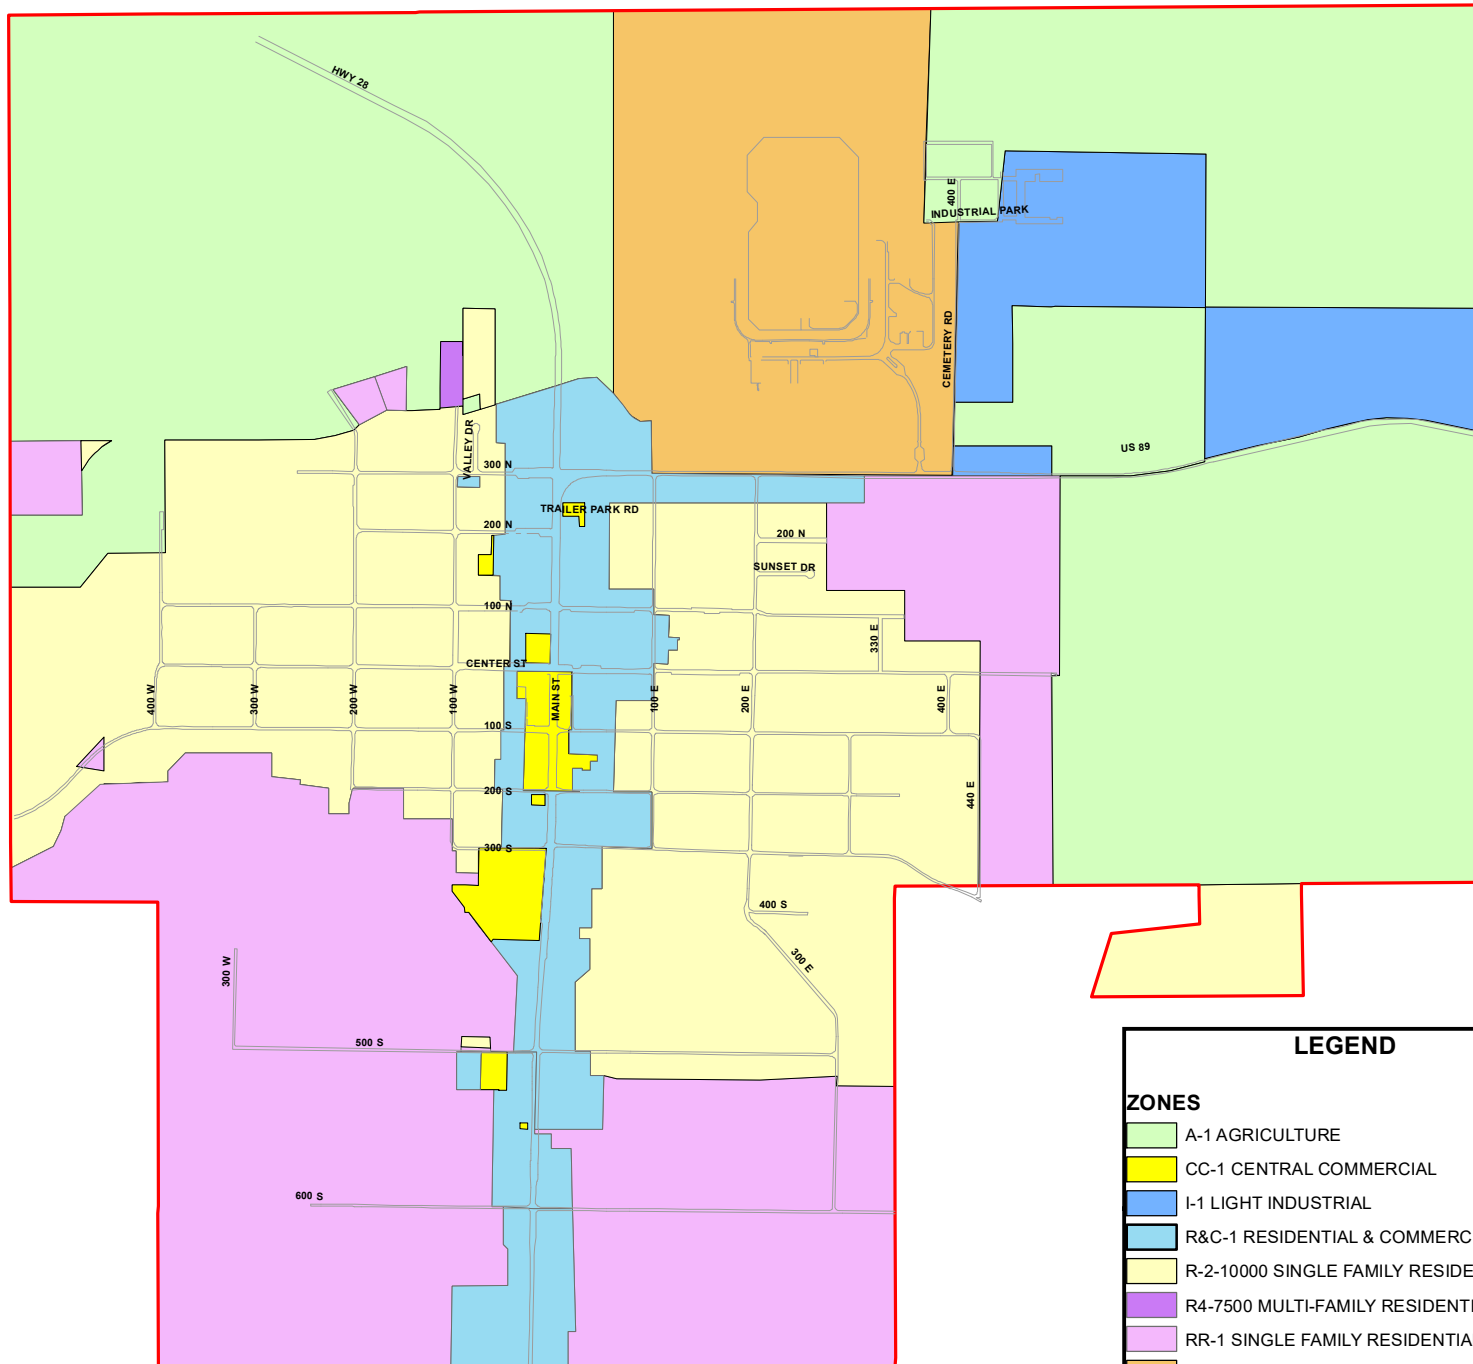 HWY 28
400 E
INDUSTRIAL PARK
CEMETERY RD
US 89
VALLEY DR
300 N
TRAILER PARK RD
200 N
200 N
SUNSET DR
100 N
330 E
CENTER ST
400 W
300 W
200 W
100 W
MAIN ST
100 E
200 E
400 E
100 S
200 S
440 E
300 S
400 S
300 E
300 W
500 S
600 S
LEGEND
ZONES
A-1 AGRICULTURE
CC-1 CENTRAL COMMERCIAL
I-1 LIGHT INDUSTRIAL
R&C-1 RESIDENTIAL & COMMERC
R-2-10000 SINGLE FAMILY RESIDE
R4-7500 MULTI-FAMILY RESIDENTI
RR-1 SINGLE FAMILY RESIDENTIA